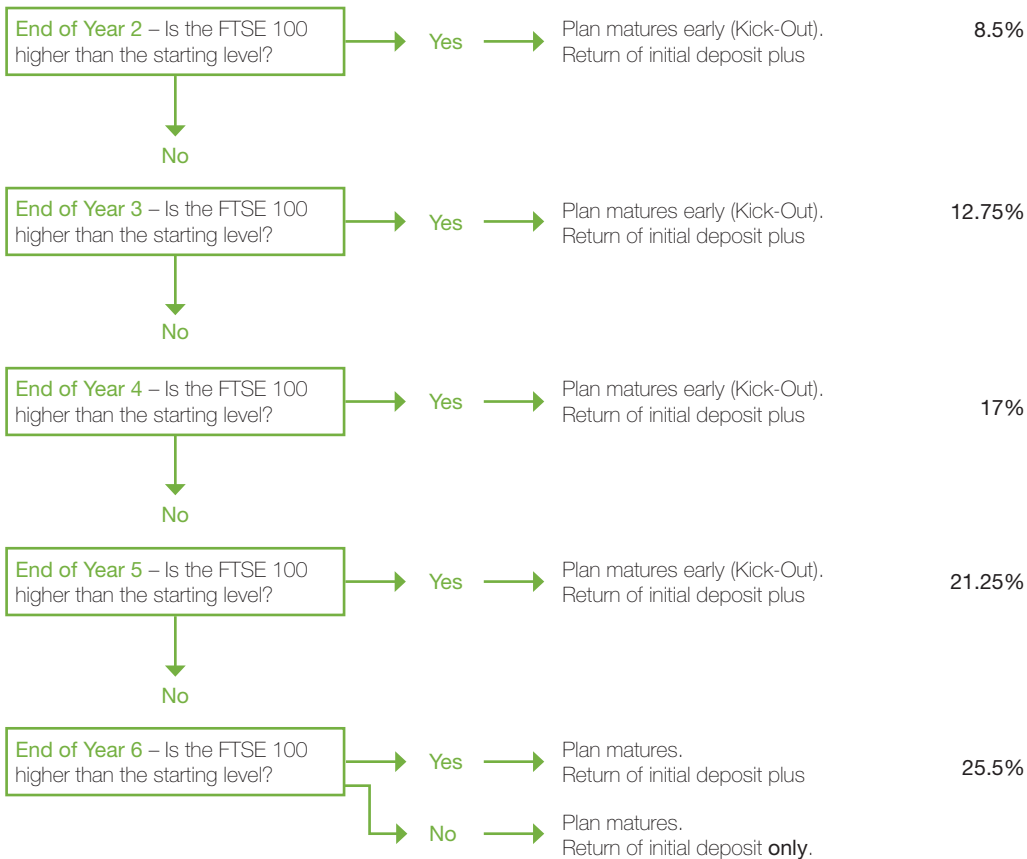 End of Year 2 – Is the FTSE 100
higher than the starting level?
Yes
Plan matures early (Kick-Out).
Return of initial deposit plus
8.5%
No
End of Year 3 – Is the FTSE 100
higher than the starting level?
Yes
Plan matures early (Kick-Out).
Return of initial deposit plus
12.75%
No
End of Year 4 – Is the FTSE 100
higher than the starting level?
Yes
Plan matures early (Kick-Out).
Return of initial deposit plus
17%
No
End of Year 5 – Is the FTSE 100
higher than the starting level?
Yes
Plan matures early (Kick-Out).
Return of initial deposit plus
21.25%
No
End of Year 6 – Is the FTSE 100
higher than the starting level?
Yes
Plan matures.
Return of initial deposit plus
25.5%
No
Plan matures.
Return of initial deposit only.